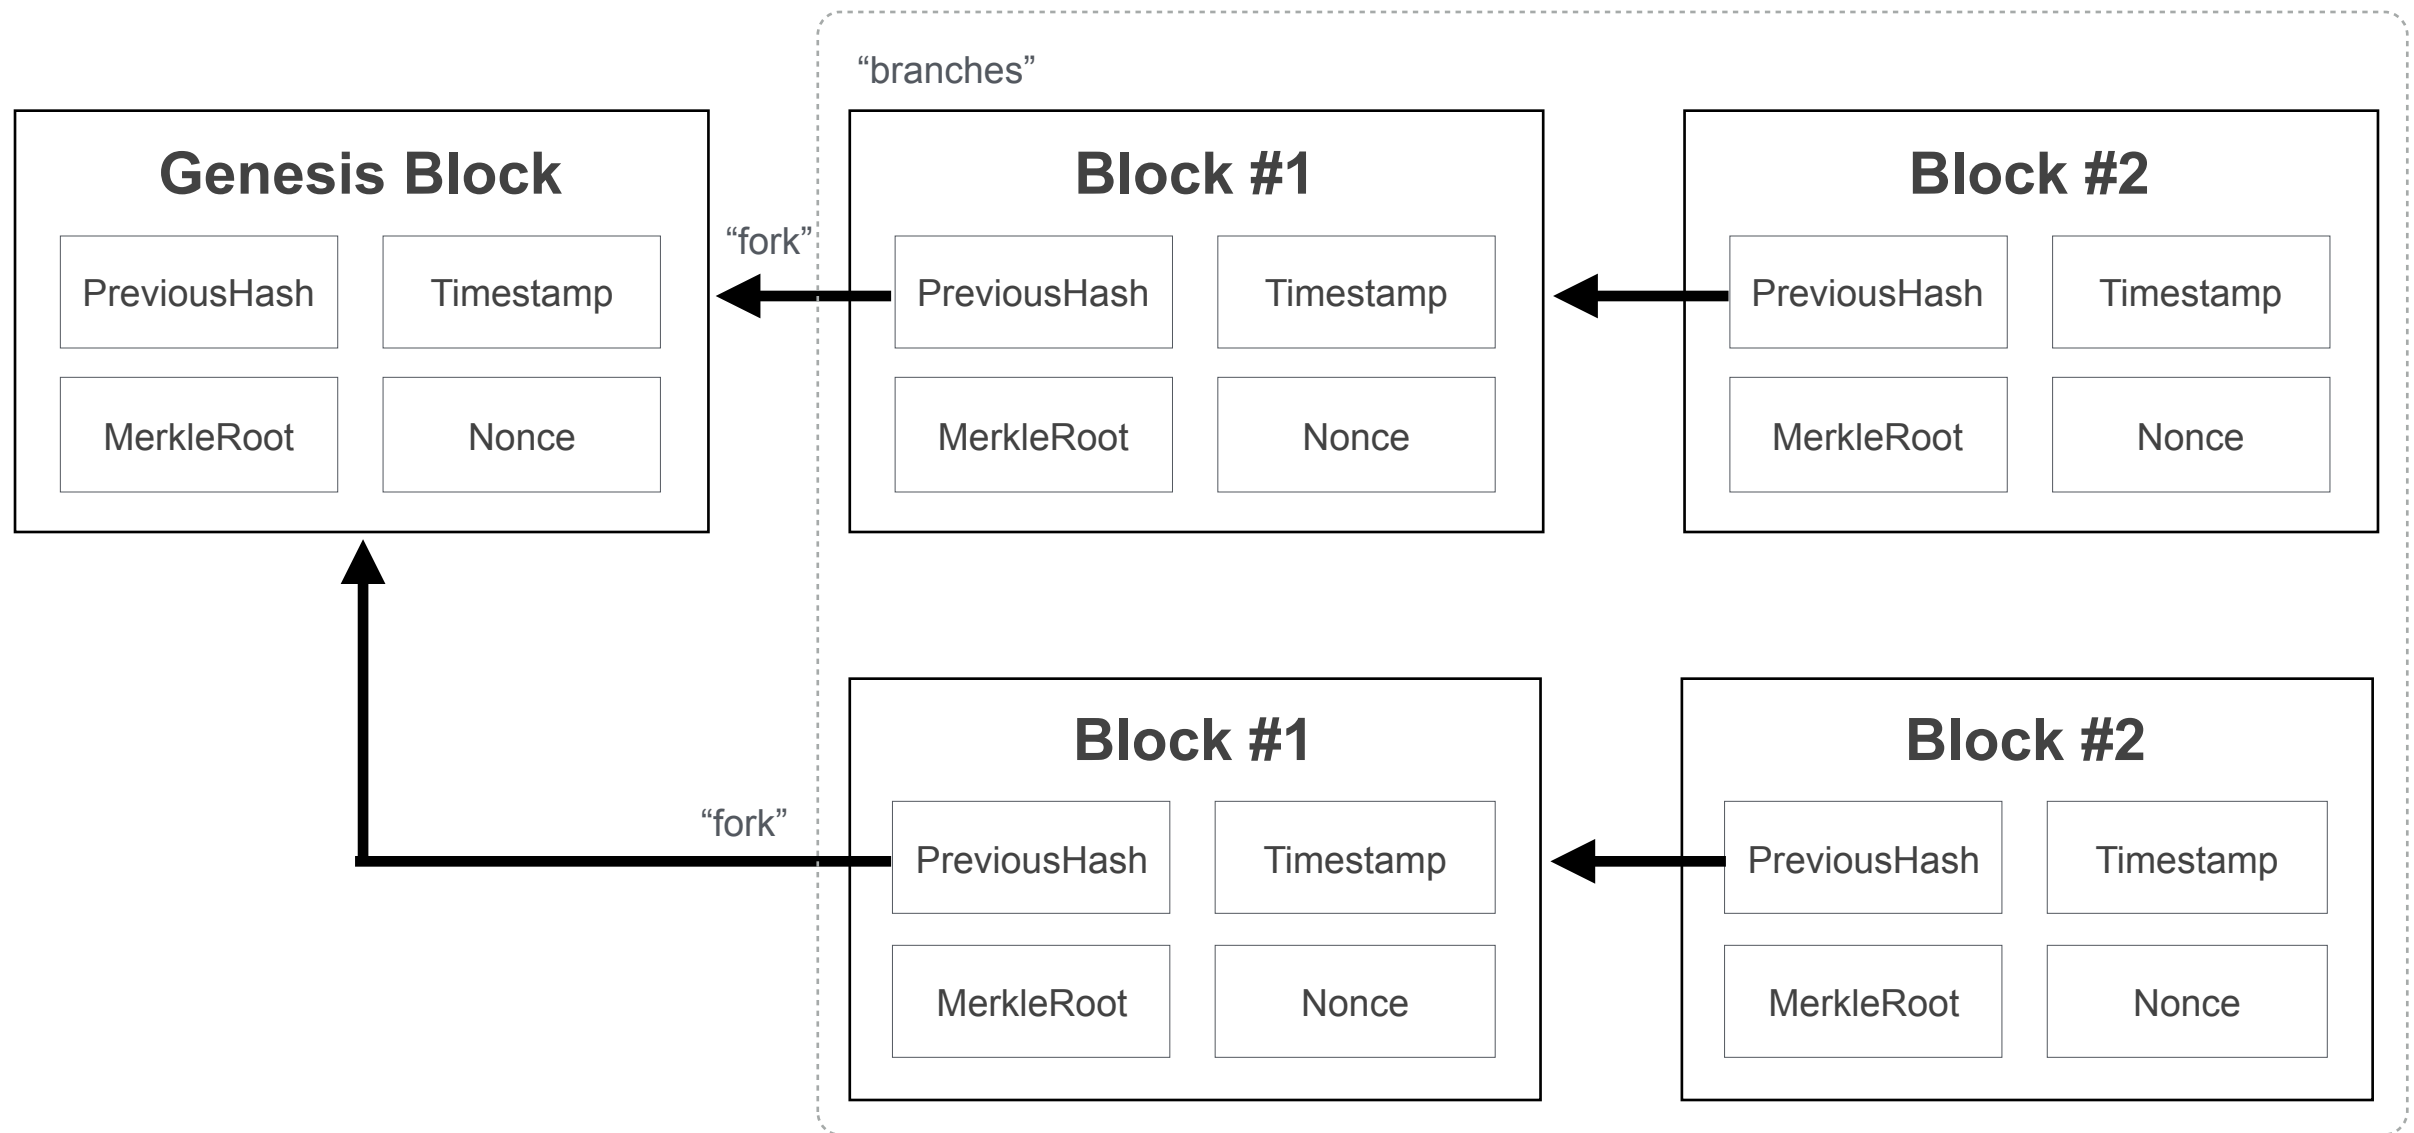 “branches”
Genesis Block
Block #1
Block #2
“fork”
PreviousHash
Timestamp
PreviousHash
Timestamp
PreviousHash
Timestamp
MerkleRoot
Nonce
MerkleRoot
Nonce
MerkleRoot
Nonce
Block #1
Block #2
“fork”
PreviousHash
Timestamp
PreviousHash
Timestamp
MerkleRoot
Nonce
MerkleRoot
Nonce